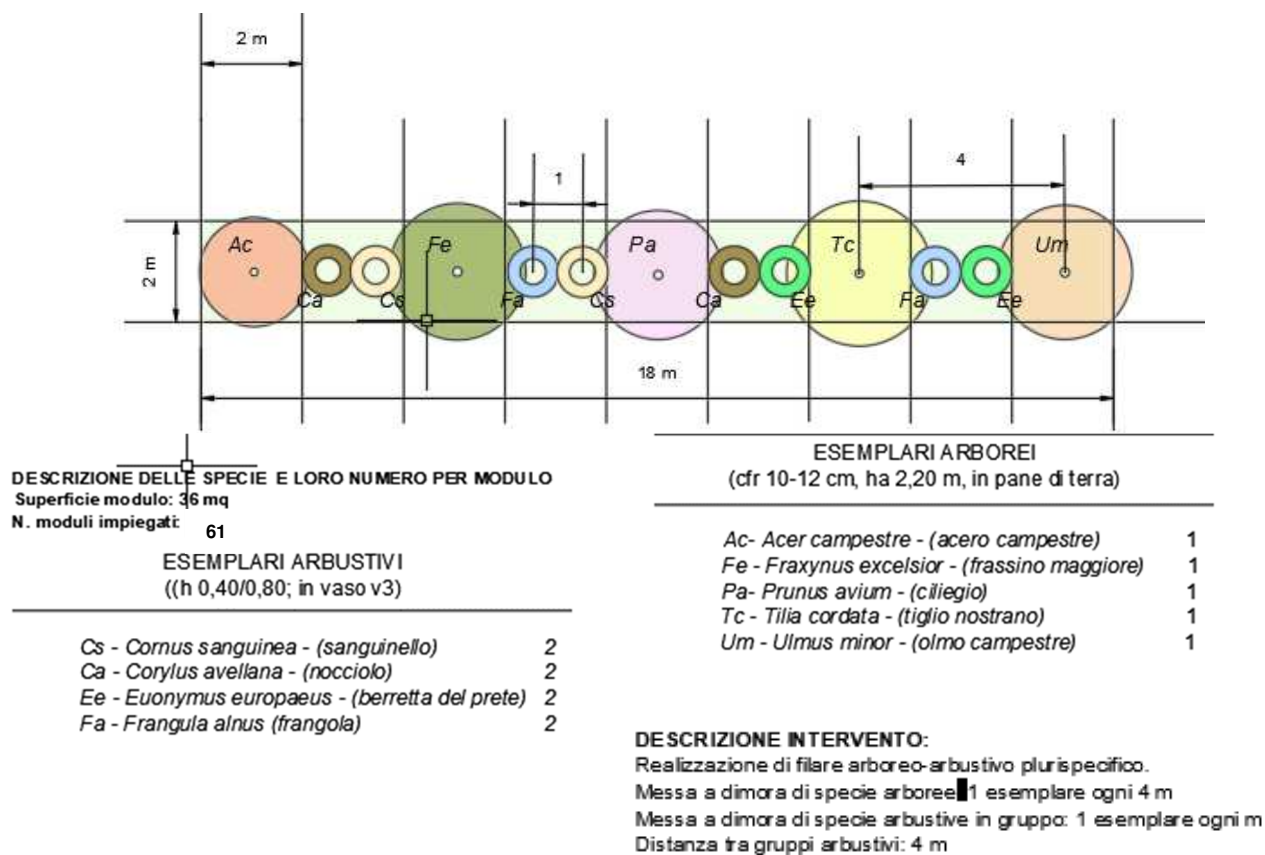 2 m
4
1
Ac
Fe
Pa
Tc
Um
2 m
Ca
Cs
Fa
Cs
Ca
Ee
Fa
Ee
18 m
DESCRIZIONE DELLE SPECIE E LORO NUMERO PER MODULO
Superficie modulo: 36 mq
N. moduli impiegati: 61
ESEMPLARI ARBUSTIVI
((h 0,40/0,80; in vaso v3)
Cs - Cornus sanguinea - (sanguinello) 2
Ca - Corylus avellana - (nocciolo) 2
Ee - Euonymus europaeus - (berretta del prete) 2
Fa - Frangula alnus (frangola) 2
ESEMPLARI ARBOREI
(cfr 10-12 cm, ha 2,20 m, in pane di terra)
Ac- Acer campestre - (acero campestre) 1
Fe - Fraxynus excelsior - (frassino maggiore) 1
Pa- Prunus avium - (ciliegio) 1
Tc - Tilia cordata - (tiglio nostrano) 1
Um - Ulmus minor - (olmo campestre) 1
DESCRIZIONE INTERVENTO:
Realizzazione di filare arboreo-arbustivo plurispecifico.
Messa a dimora di specie arboree 1 esemplare ogni 4 m
Messa a dimora di specie arbustive in gruppo: 1 esemplare ogni m
Distanza tra gruppi arbustivi: 4 m